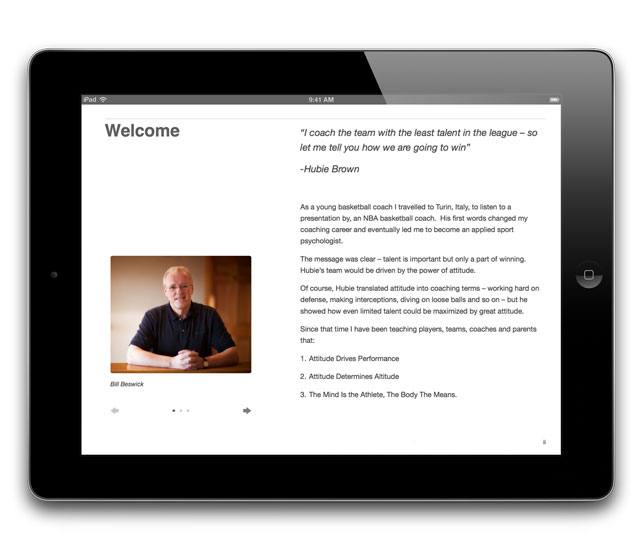 iPad
9:41 AM
Welcome
“I coach the team with the least talent in the league – so
let me tell you how we are going to win”
-Hubie Brown
As a young basketball coach I travelled to Turin, Italy, to listen to a
presentation by, an NBA basketball coach.  His first words changed my
coaching career and eventually led me to become an applied sport
psychologist.
The message was clear – talent is important but only a part of winning.
Hubie's team would be driven by the power of attitude.
Of course, Hubie translated attitude into coaching terms – working hard on
defense, making interceptions, diving on loose balls and so on – but he
showed how even limited talent could be maximized by great attitude.
Since that time I have been teaching players, teams, coaches and parents
that:
1. Attitude Drives Performance
2. Attitude Determines Altitude
3. The Mind is the Athlete, The Body The Means.
Bill Beswick
ii